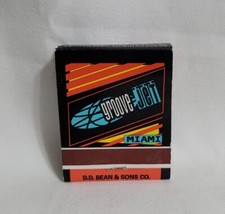 groove jet
MIAMI
D.D. BEAN & SONS CO.